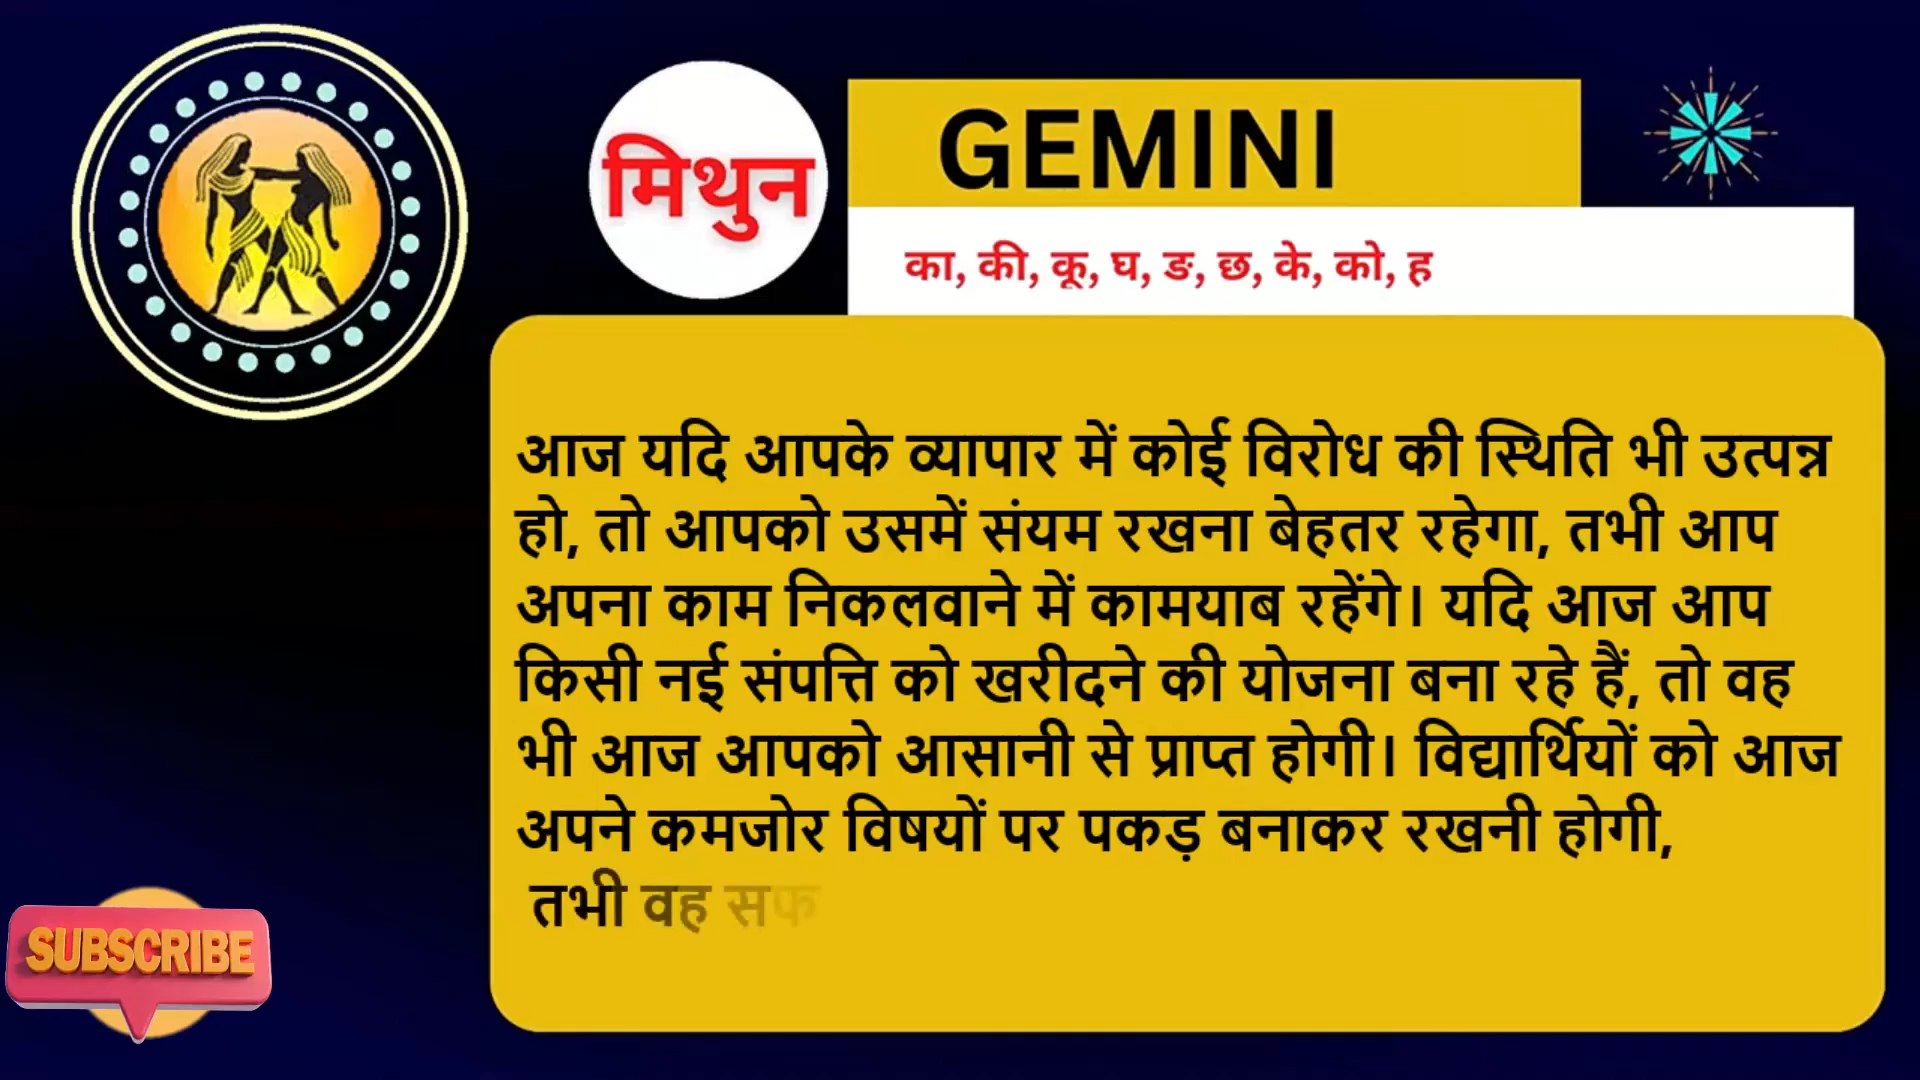 मिथुन
GEMINI
का, की, कू, घ, ङ, छ, के, को, ह
आज यदि आपके व्यापार में कोई विरोध की स्थिति भी उत्पन्न
हो, तो आपको उसमें संयम रखना बेहतर रहेगा, तभी आप
अपना काम निकलवाने में कामयाब रहेंगे। यदि आज आप
किसी नई संपत्ति को खरीदने की योजना बना रहे हैं, तो वह
भी आज आपको आसानी से प्राप्त होगी। विद्यार्थियों को आज
अपने कमजोर विषयों पर पकड़ बनाकर रखनी होगी,
तभी वह सफ
SUBSCRIBE